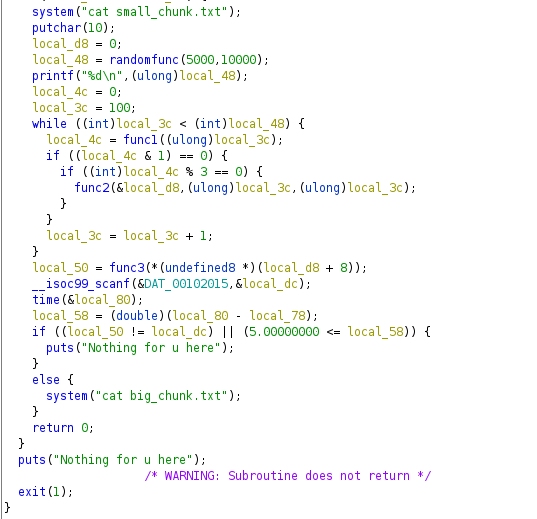 system("cat small_chunk.txt");
putchar(10);
local_d8 = 0;
local_48 = randomfunc(5000,10000);
printf("%d\n",(ulong)local_48);
local_4c = 0;
local_3c = 100;
while ((int)local_3c < (int)local_48) {
local_4c = func1((ulong)local_3c);
if ((local_4c & 1) == 0) {
if ((int)local_4c % 3 == 0) {
func2(&local_d8,(ulong)local_3c,(ulong)local_3c);
}
}
local_3c = local_3c + 1;
}
local_50 = func3(*(undefined8 *)(local_d8 + 8));
__isoc99_scanf(&DAT_00102015,&local_dc);
time(&local_80);
local_58 = (double)(local_80 - local_78);
if ((local_50 != local_dc) || (5.00000000 <= local_58)) {
puts("Nothing for u here");
}
else {
system("cat big_chunk.txt");
}
return 0;
}
puts("Nothing for u here");
/* WARNING: Subroutine does not return */
exit(1);
}